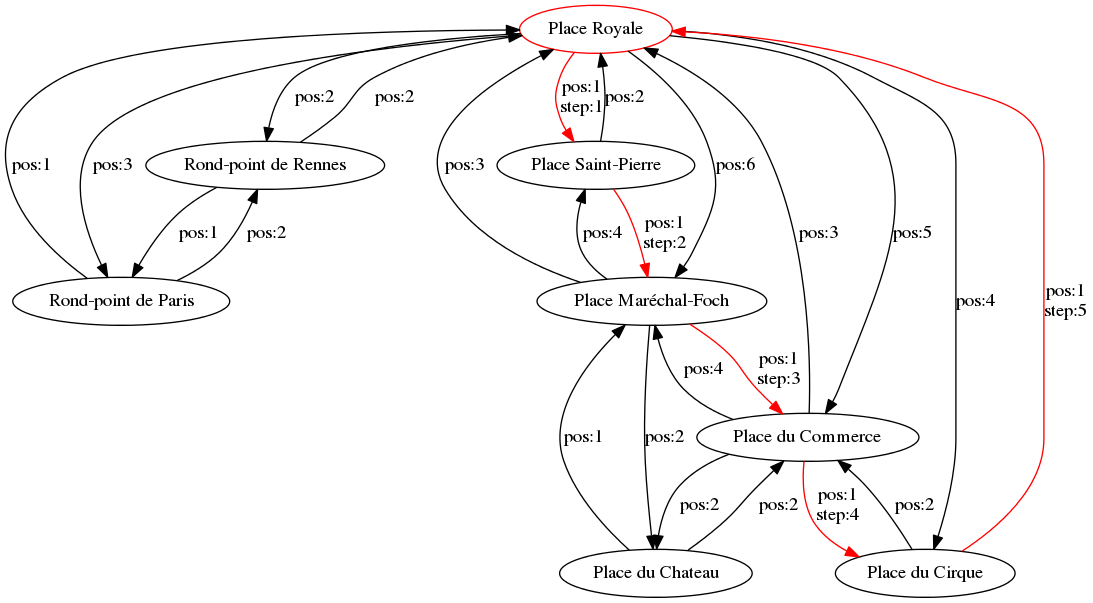 Place Royale
pos:2
pos:2
pos:1
step:1
pos:2
pos:1
pos:3
Rond-point de Rennes
pos:3
Place Saint-Pierre
pos:6
pos:1
pos:2
pos:4
pos:1
step:2
pos:3
pos:5
Rond-point de Paris
Place Maréchal-Foch
pos:4
pos:1
step:5
pos:4
pos:1
step:3
pos:1
pos:2
Place du Commerce
pos:2
pos:2
pos:1
step:4
pos:2
Place du Chateau
Place du Cirque